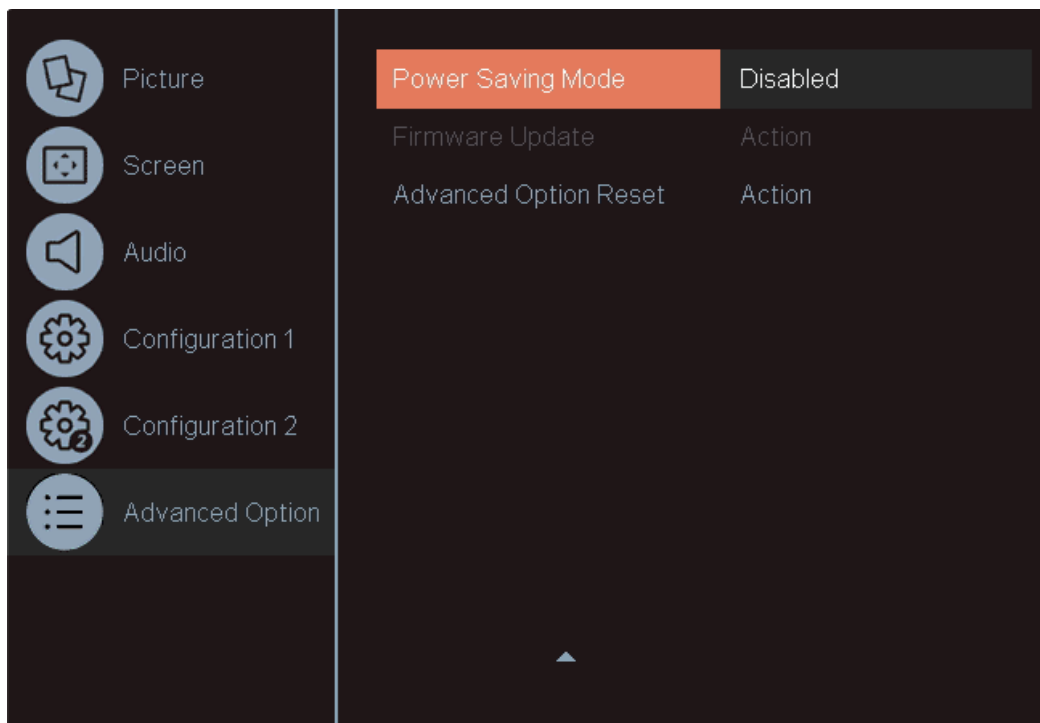 Picture
Screen
Audio
Configuration 1
Configuration 2
2
Advanced Option
Power Saving Mode Disabled
Firmware Update Action
Advanced Option Reset Action